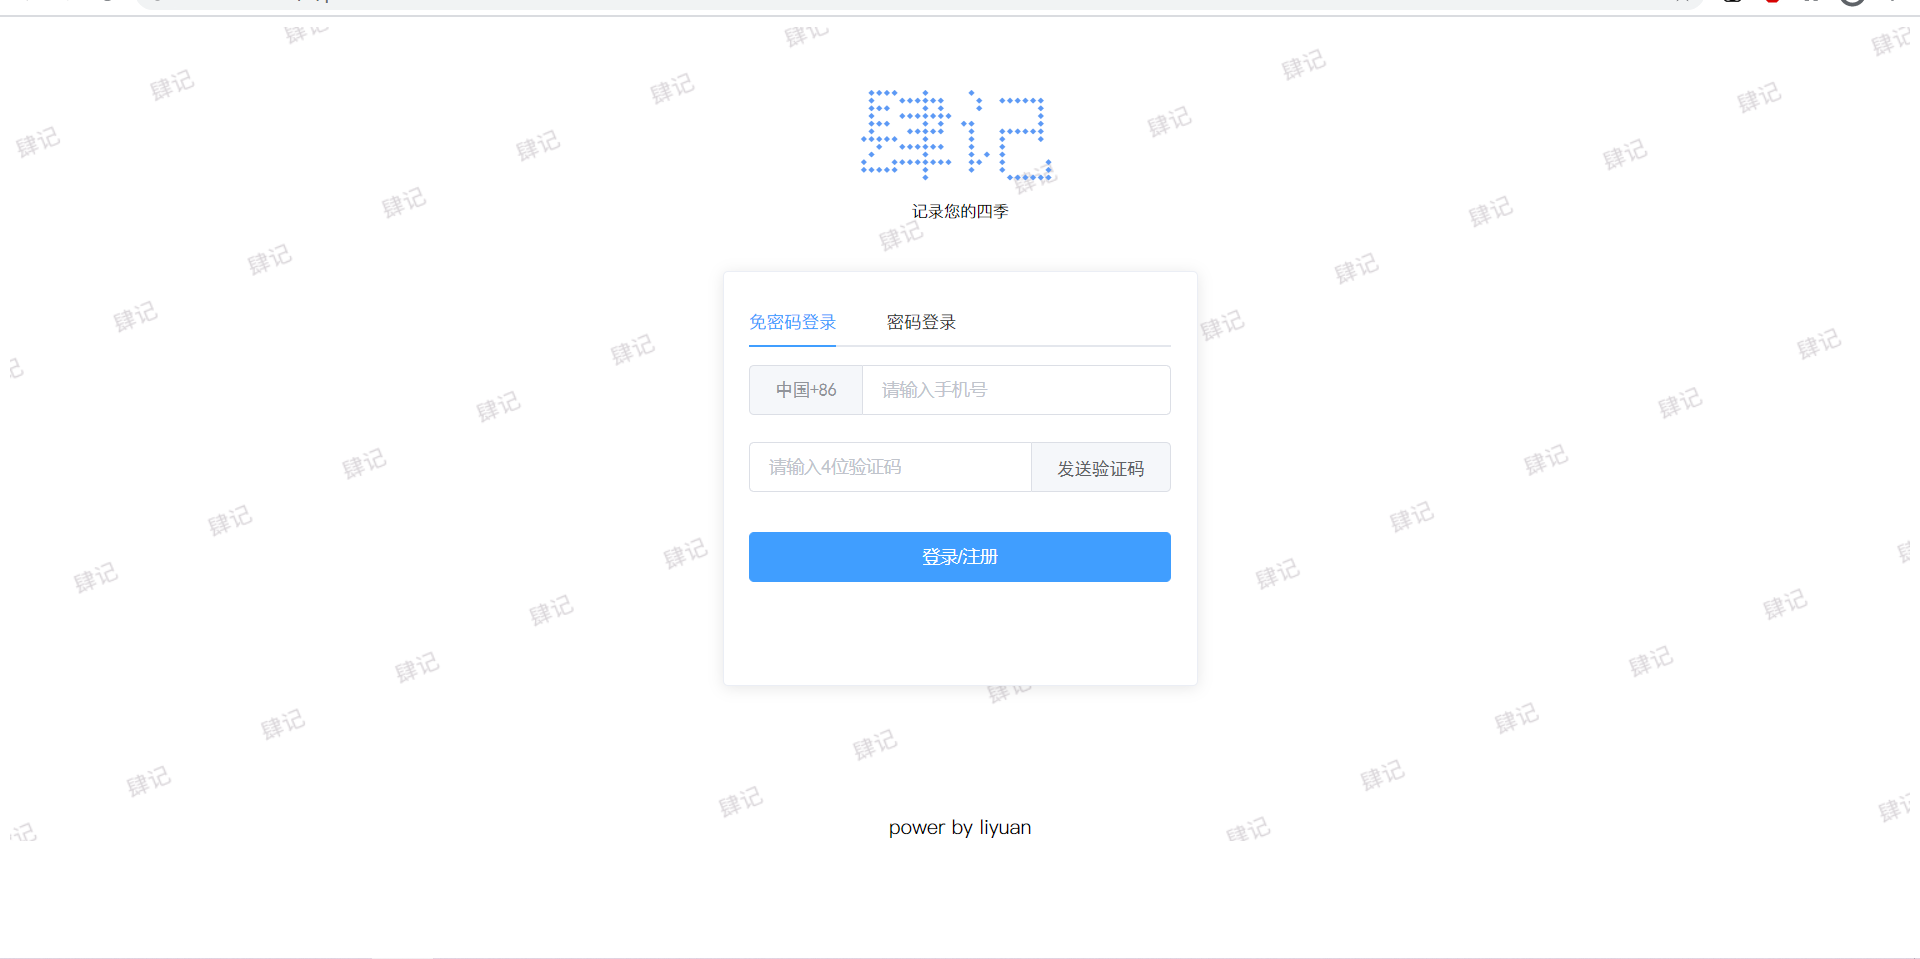 肆记
记录您的四季
免密码登录 密码登录
中国+86 请输入手机号
请输入4位验证码 发送验证码
登录/注册
power by liyuan